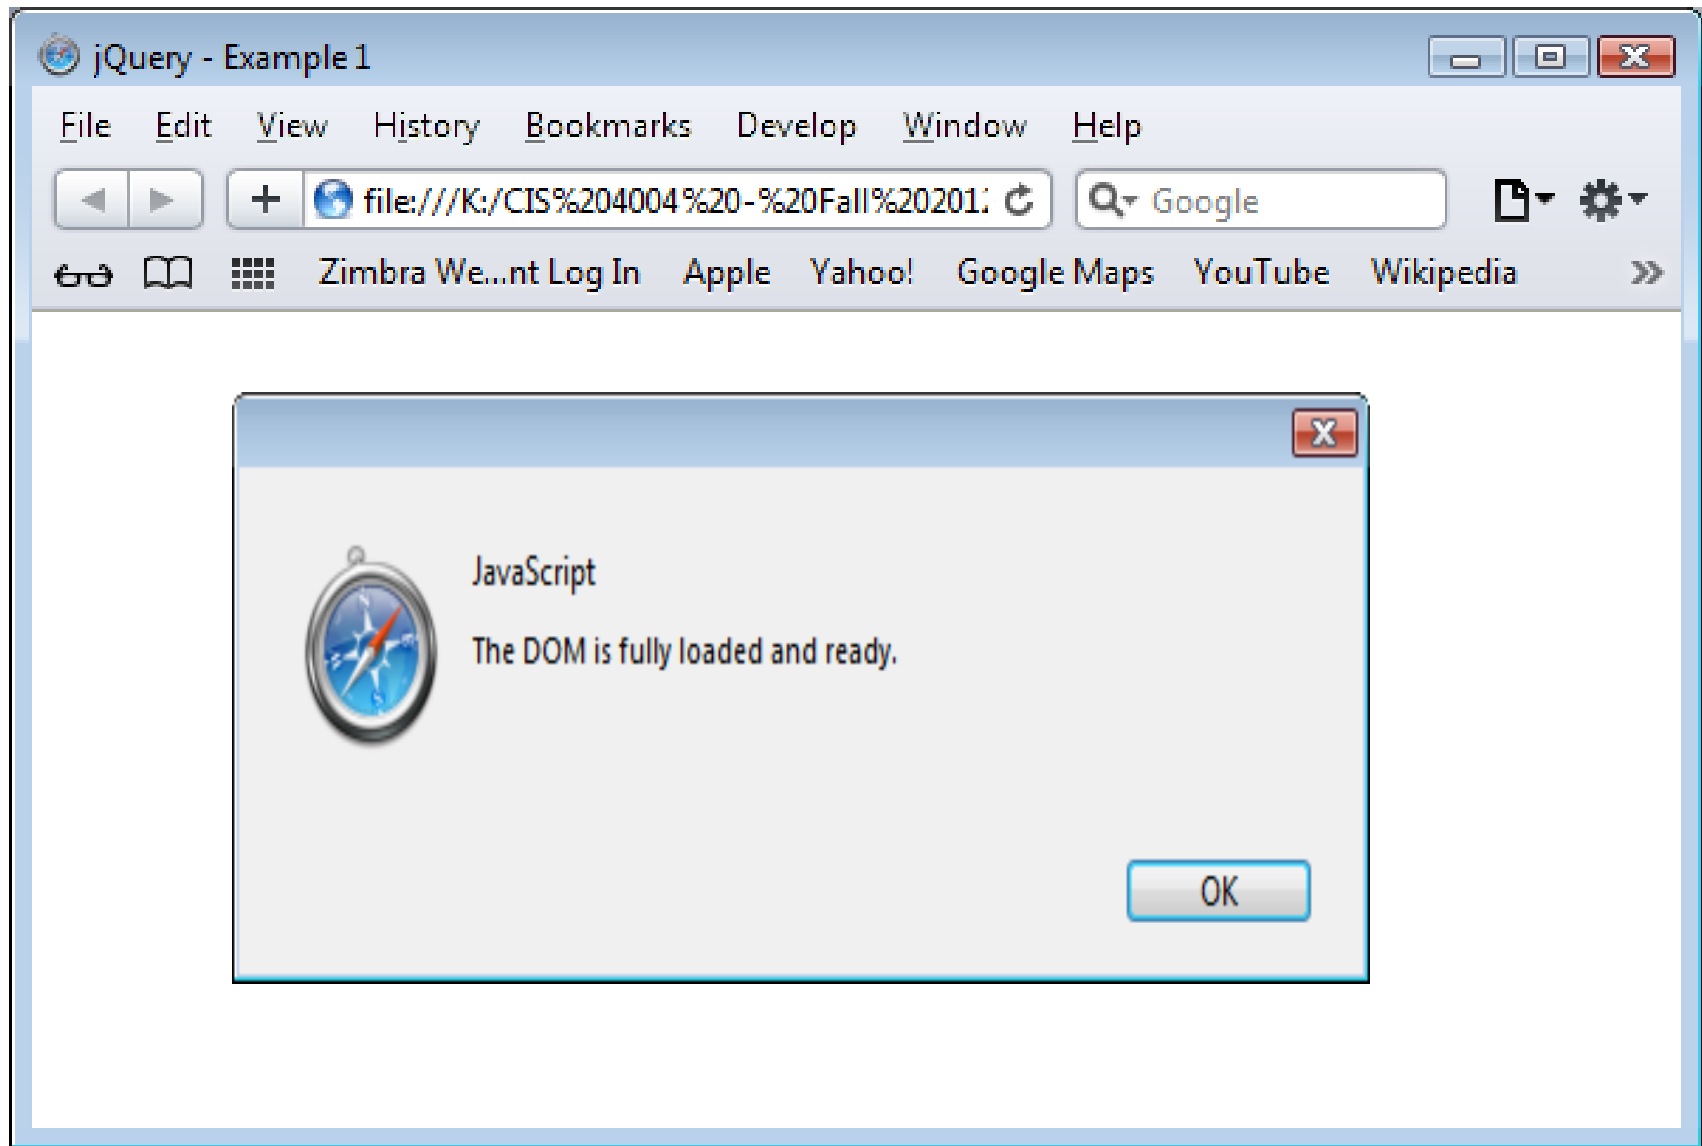 jQuery - Example 1
File Edit View History Bookmarks Develop Window Help
file:///K:/CIS%204004%20-%20Fall%20201 Google
Zimbra We...nt Log In Apple Yahoo! Google Maps YouTube Wikipedia
JavaScript
The DOM is fully loaded and ready.
OK